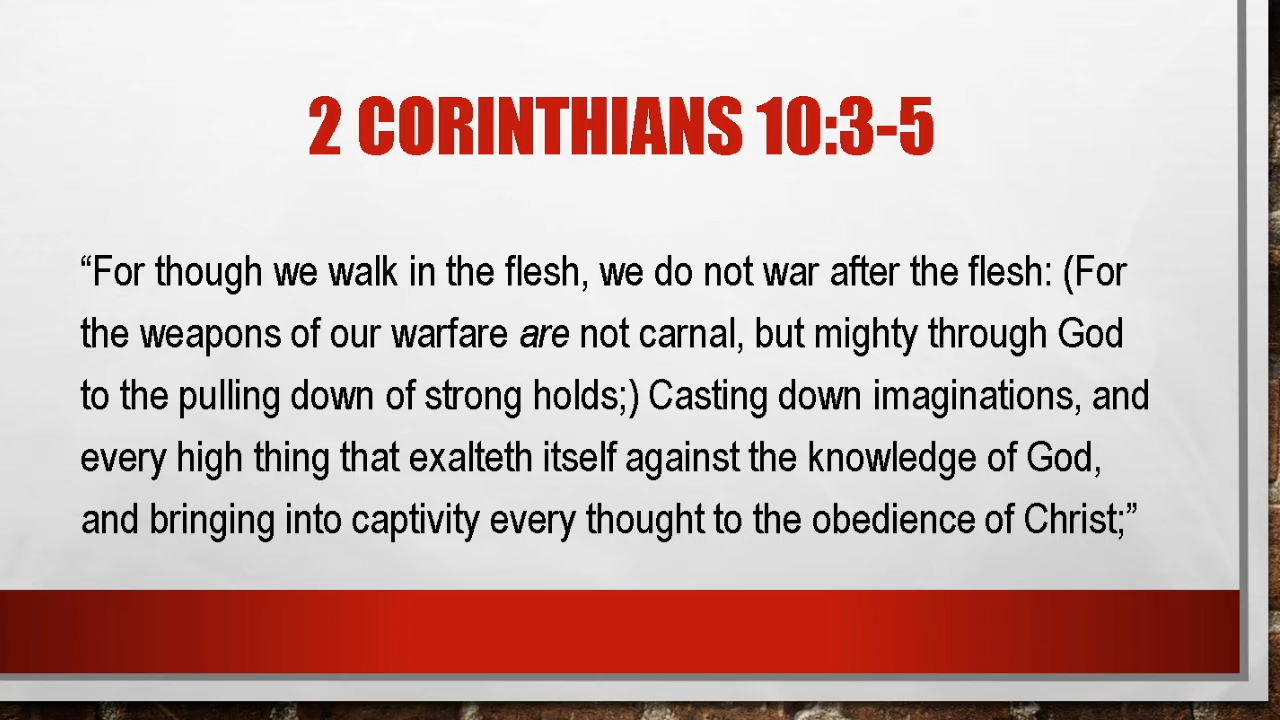 2 CORINTHIANS 10:3-5
“For though we walk in the flesh, we do not war after the flesh: (For
the weapons of our warfare are not carnal, but mighty through God
to the pulling down of strong holds;) Casting down imaginations, and
every high thing that exalteth itself against the knowledge of God,
and bringing into captivity every thought to the obedience of Christ;”